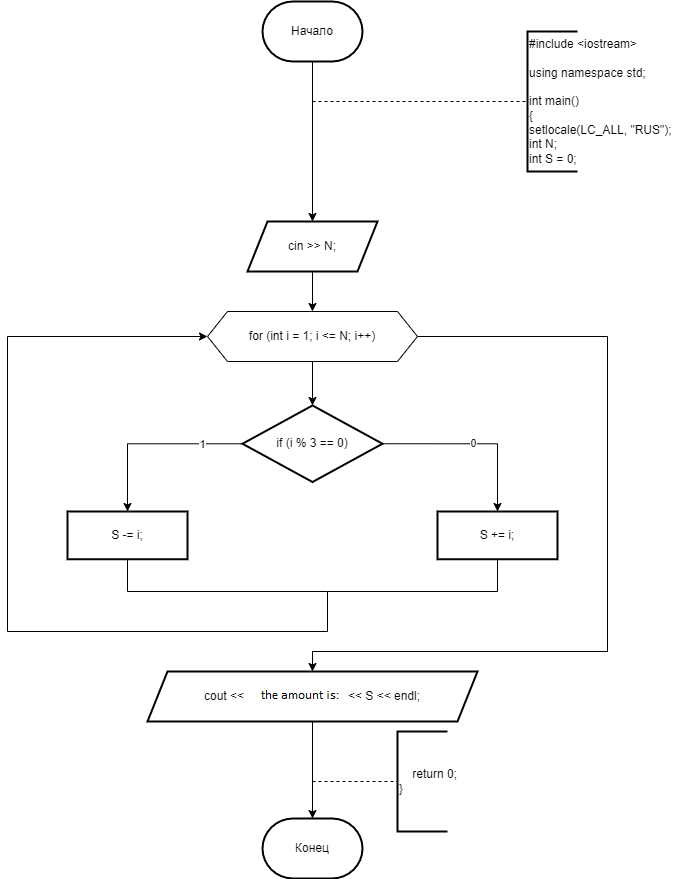 Начало
#include <iostream>
using namespace std;
int main()
{
setlocale(LC_ALL, "RUS");
int N;
int S = 0;
cin >> N;
for (int i = 1; i <= N; i++)
if (i % 3 == 0)
1
0
S -= i;
S += i;
cout << the amount is: << S << endl;
return 0;
}
Конец